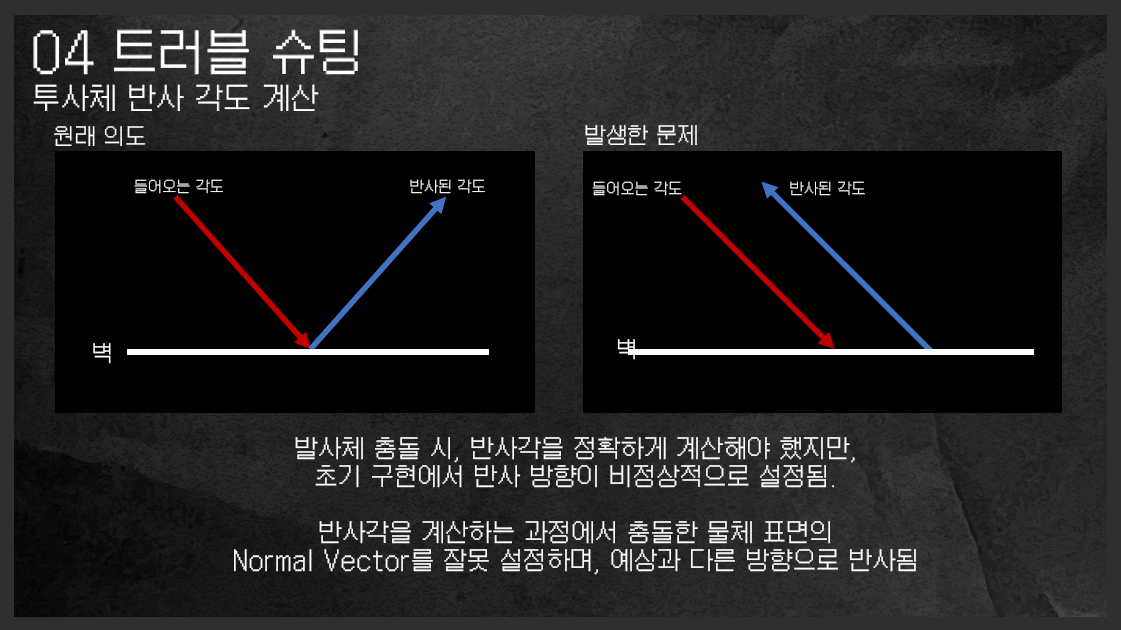 04 트러블 슈팅
투사체 반사 각도 계산
원래 의도
들어오는 각도
반사된 각도
벽
발생한 문제
들어오는 각도
반사된 각도
벽
발사체 충돌 시, 반사각을 정확하게 계산해야 했지만,
초기 구현에서 반사 방향이 비정상적으로 설정됨.
반사각을 계산하는 과정에서 충돌한 물체 표면의
Normal Vector를 잘못 설정하며, 예상과 다른 방향으로 반사됨